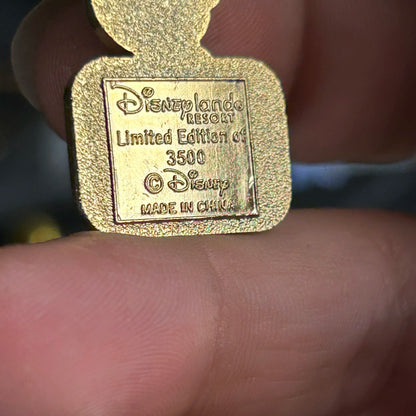 Disneyland®
RESORT
Limited Edition of
3500
© Disney
MADE IN CHINA